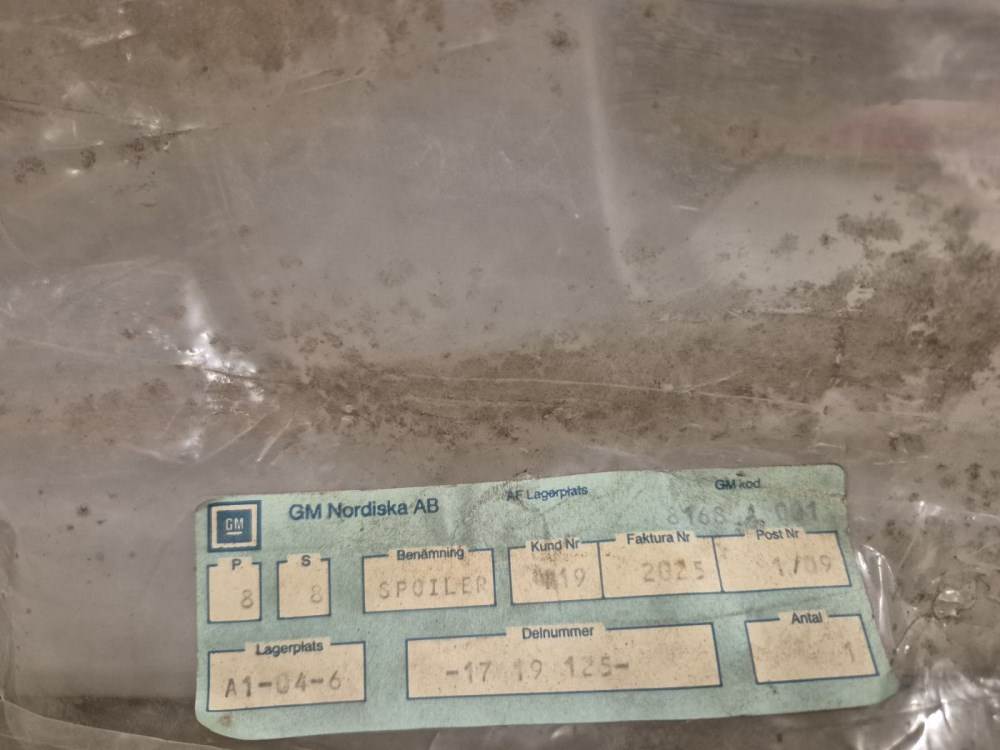 GM
GM Nordiska AB
AF Lagerplats
GM kod
001
P
S
Benämning
Kund Nr
Faktura Nr
Post Nr
8
8
SPOILER
2025
1/09
Lagerplats
Delnummer
Antal
A1-04-6
-17 19 125-
1